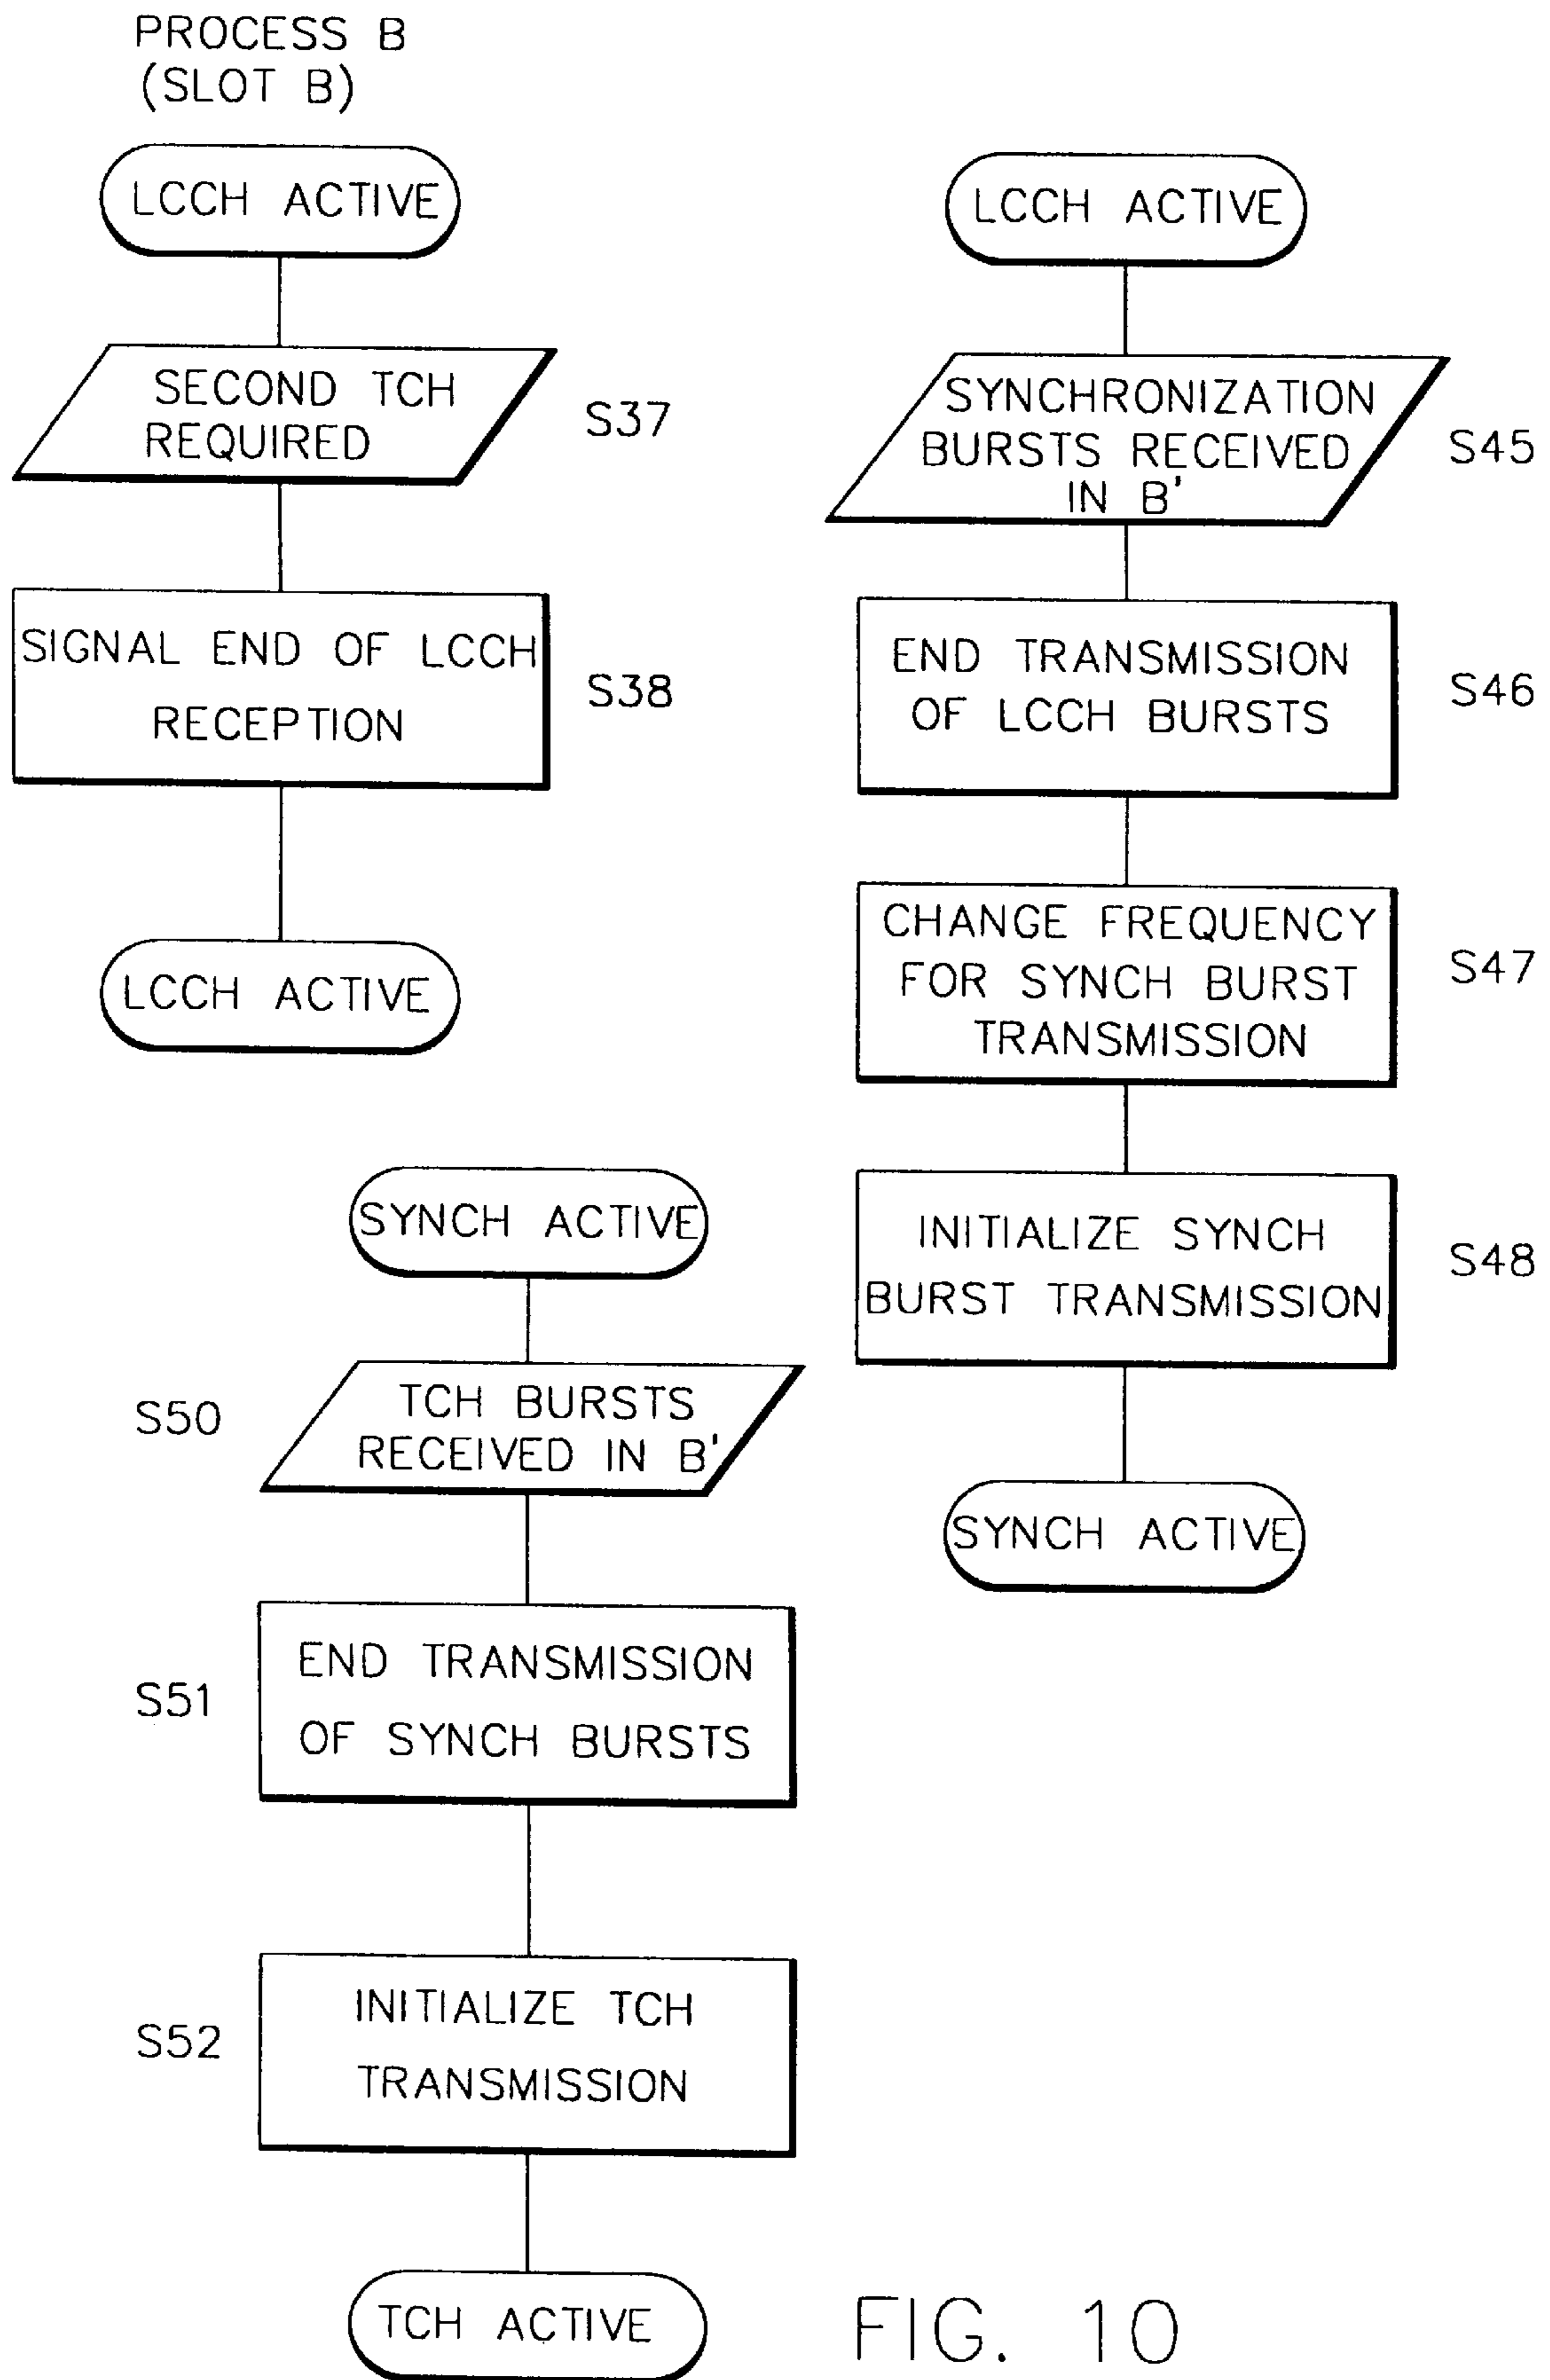 PROCESS B
(SLOT B)
LCCH ACTIVE
SECOND TCH
REQUIRED
S37
SIGNAL END OF LCCH
RECEPTION
S38
LCCH ACTIVE
LCCH ACTIVE
SYNCHRONIZATION
BURSTS RECEIVED
IN B'
S45
END TRANSMISSION
OF LCCH BURSTS
S46
CHANGE FREQUENCY
FOR SYNCH BURST
TRANSMISSION
S47
INITIALIZE SYNCH
BURST TRANSMISSION
S48
SYNCH ACTIVE
SYNCH ACTIVE
S50
TCH BURSTS
RECEIVED IN B'
S51
END TRANSMISSION
OF SYNCH BURSTS
S52
INITIALIZE TCH
TRANSMISSION
TCH ACTIVE
FIG. 10